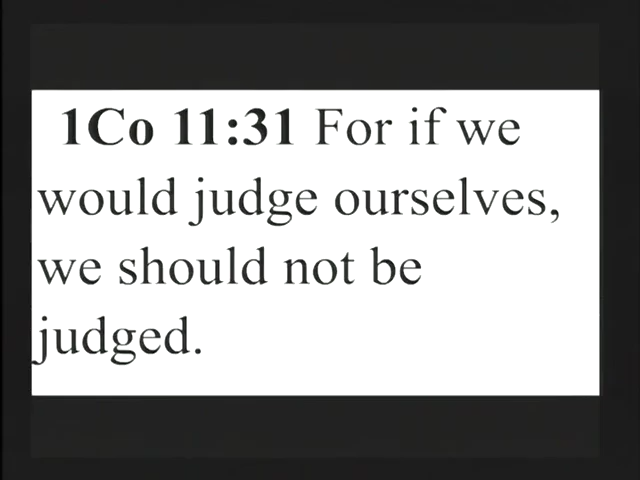 1Co 11:31 For if we
would judge ourselves,
we should not be
judged.